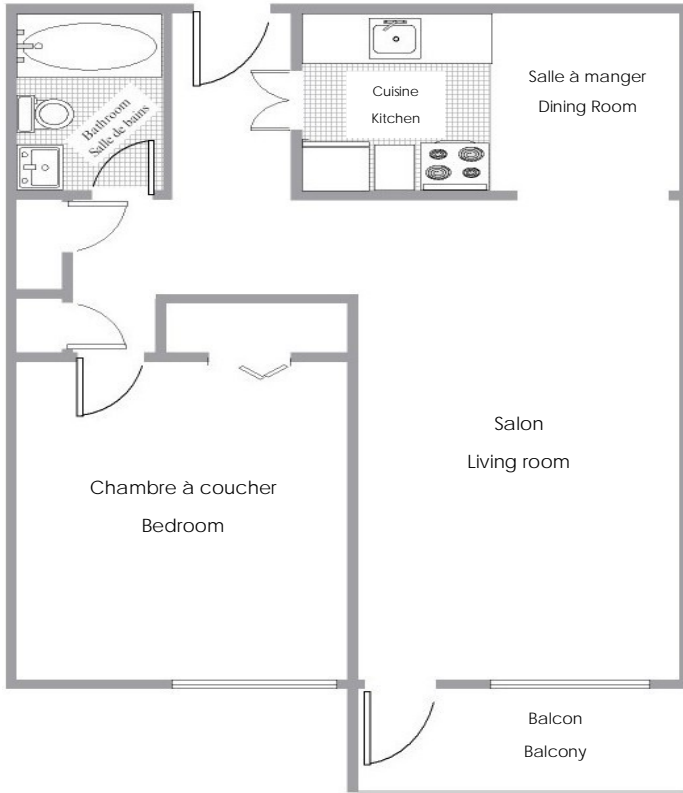 Bathroom
Salle de bains
Cuisine
Kitchen
Salle à manger
Dining Room
Salon
Living room
Chambre à coucher
Bedroom
Balcon
Balcony